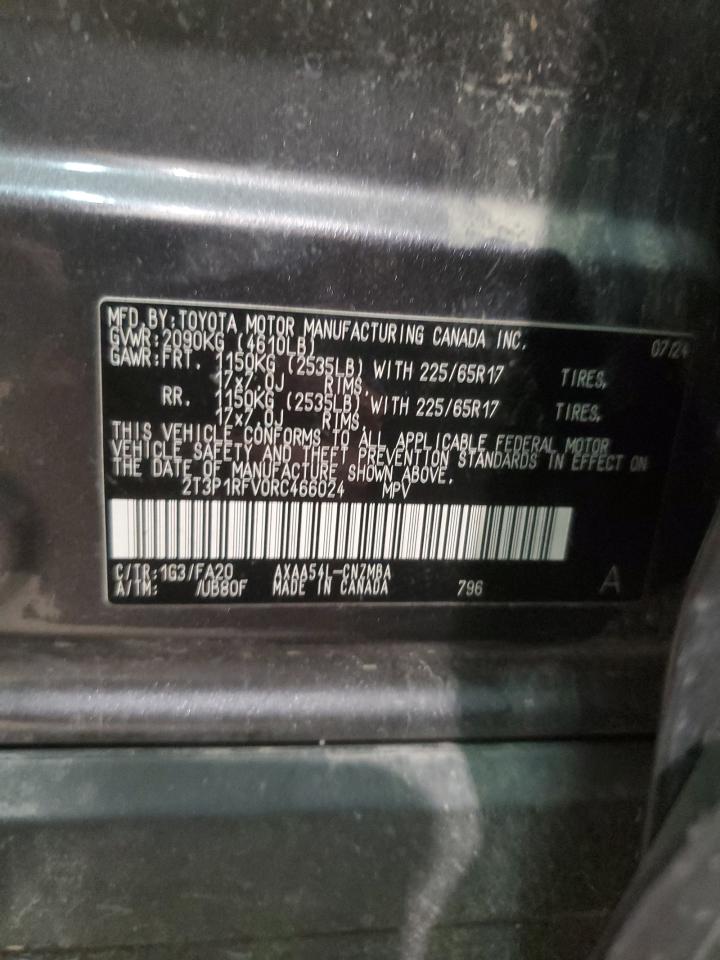 MFD.BY:TOYOTA MOTOR MANUFACTURING CANADA INC. 07/24
GVWR:2090KG (4610LB)
GAWR:FRT. 1150KG (2535LB) WITH 225/65R17 TIRES,
17x7.0J RIMS,
RR. 1150KG (2535LB) WITH 225/65R17 TIRES,
17x7.0J RIMS.
THIS VEHICLE CONFORMS TO ALL APPLICABLE FEDERAL MOTOR
VEHICLE SAFETY AND THEFT PREVENTION STANDARDS IN EFFECT ON
THE DATE OF MANUFACTURE SHOWN ABOVE.
2T3P1RFV0RC466024 MPV
C/TR:1G3/FA20 AXAA54L-CNZMBA
A/TM: /UB80F MADE IN CANADA 796 A